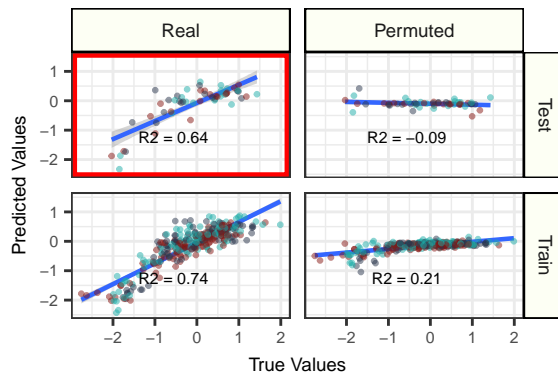 Real
Permuted
Predicted Values
1
0
−1
−2
R2 = 0.64
R2 = −0.09
Test
1
0
−1
−2
R2 = 0.74
R2 = 0.21
Train
−2 −1 0 1 2
−2 −1 0 1 2
True Values